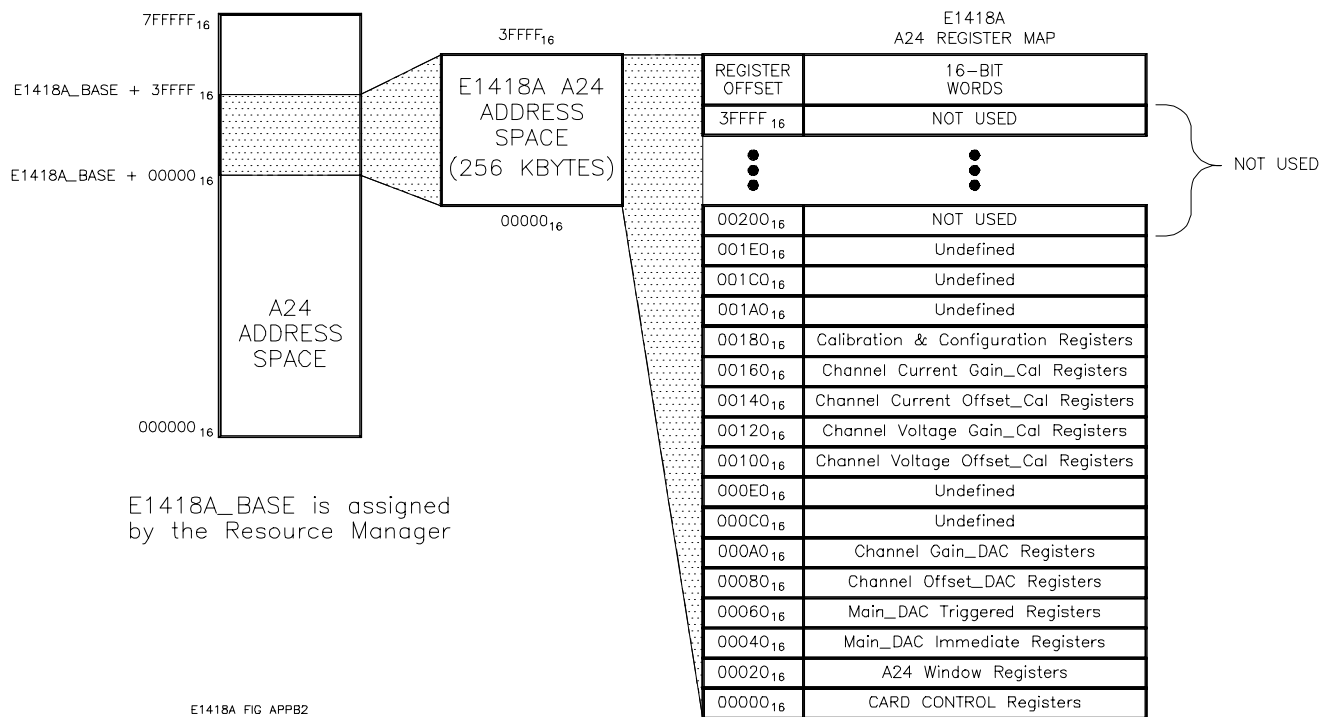 7FFFFF16
E1418A_BASE + 3FFFF16
E1418A_BASE + 0000016
A24
ADDRESS
SPACE
00000016
E1418A_BASE is assigned
by the Resource Manager
3FFFF16
E1418A A24
ADDRESS
SPACE
(256 KBYTES)
0000016
E1418A
A24 REGISTER MAP
REGISTER
OFFSET
16-BIT
WORDS
3FFFF16 NOT USED
NOT USED
0020016 NOT USED
001E016 Undefined
001C016 Undefined
001A016 Undefined
0018016 Calibration & Configuration Registers
0016016 Channel Current Gain_Cal Registers
0014016 Channel Current Offset_Cal Registers
0012016 Channel Voltage Gain_Cal Registers
0010016 Channel Voltage Offset_Cal Registers
000E016 Undefined
000C016 Undefined
000A016 Channel Gain_DAC Registers
0008016 Channel Offset_DAC Registers
0006016 Main_DAC Triggered Registers
0004016 Main_DAC Immediate Registers
0002016 A24 Window Registers
0000016 CARD CONTROL Registers
E1418A FIG APPB2